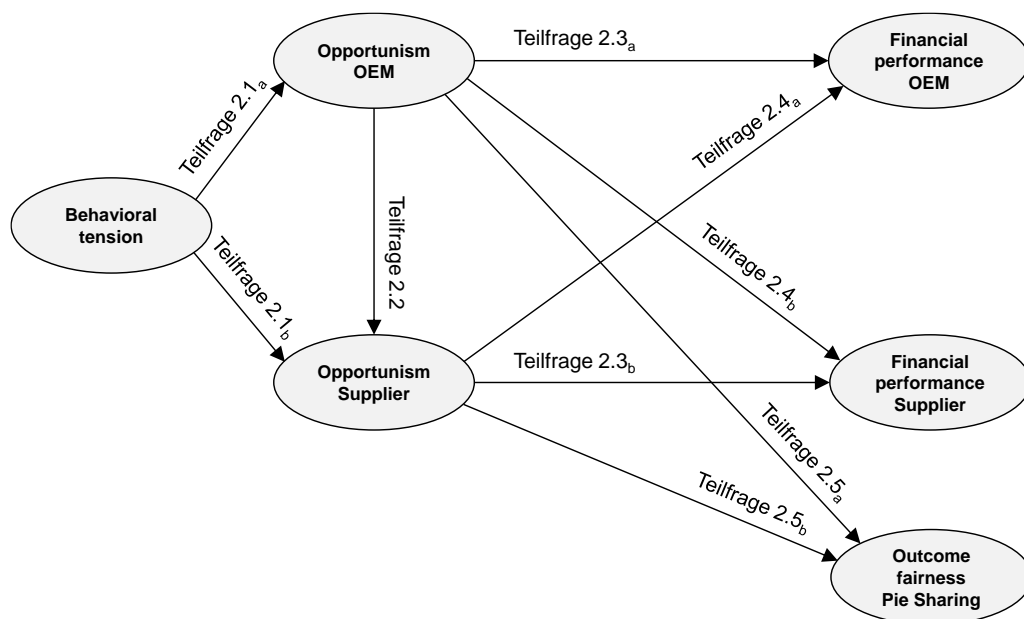 Opportunism
OEM
Teilfrage 2.3a
Financial
performance
OEM
Teilfrage 2.1a
Teilfrage 2.4a
Behavioral
tension
Teilfrage 2.1b
Teilfrage 2.2
Teilfrage 2.4b
Opportunism
Supplier
Teilfrage 2.3b
Financial
performance
Supplier
Teilfrage 2.5a
Teilfrage 2.5b
Outcome
fairness
Pie Sharing